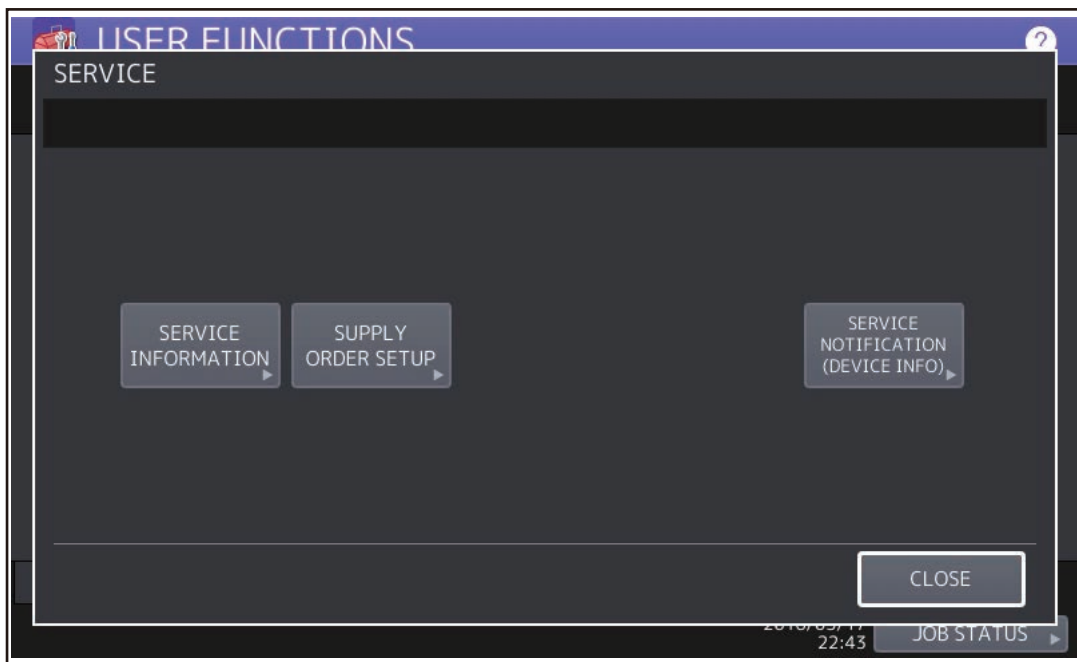 USER FUNCTIONS
?
SERVICE
SERVICE
INFORMATION
SUPPLY
ORDER SETUP
SERVICE
NOTIFICATION
(DEVICE INFO)
CLOSE
22:43
JOB STATUS